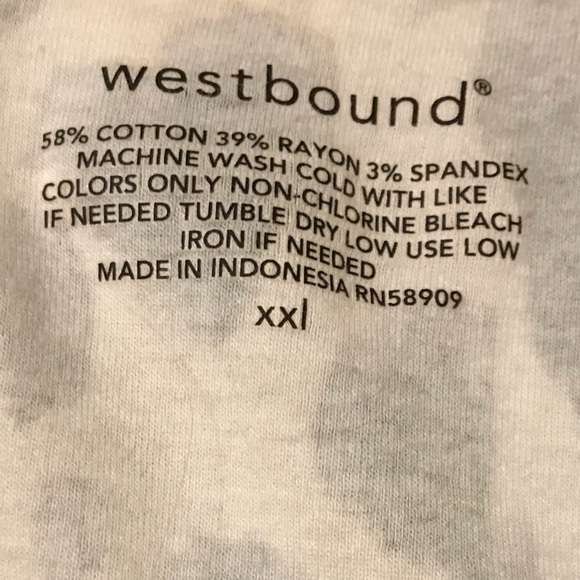 westbound®
58% COTTON 39% RAYON 3% SPANDEX
MACHINE WASH COLD WITH LIKE
COLORS ONLY NON-CHLORINE BLEACH
IF NEEDED TUMBLE DRY LOW USE LOW
IRON IF NEEDED
MADE IN INDONESIA RN58909
xxl